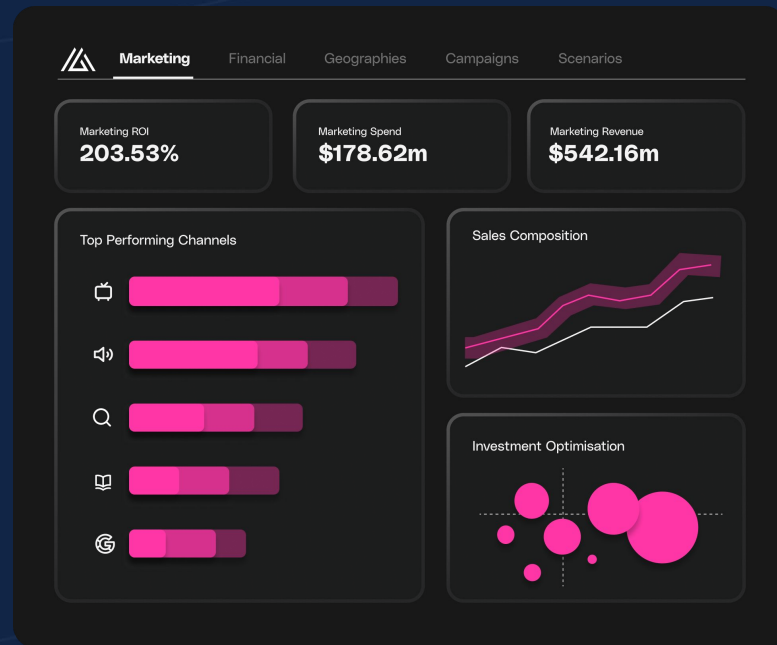 Marketing Financial Geographies Campaigns Scenarios
Marketing ROI
203.53%
Marketing Spend
$178.62m
Marketing Revenue
$542.16m
Top Performing Channels
Sales Composition
Investment Optimisation